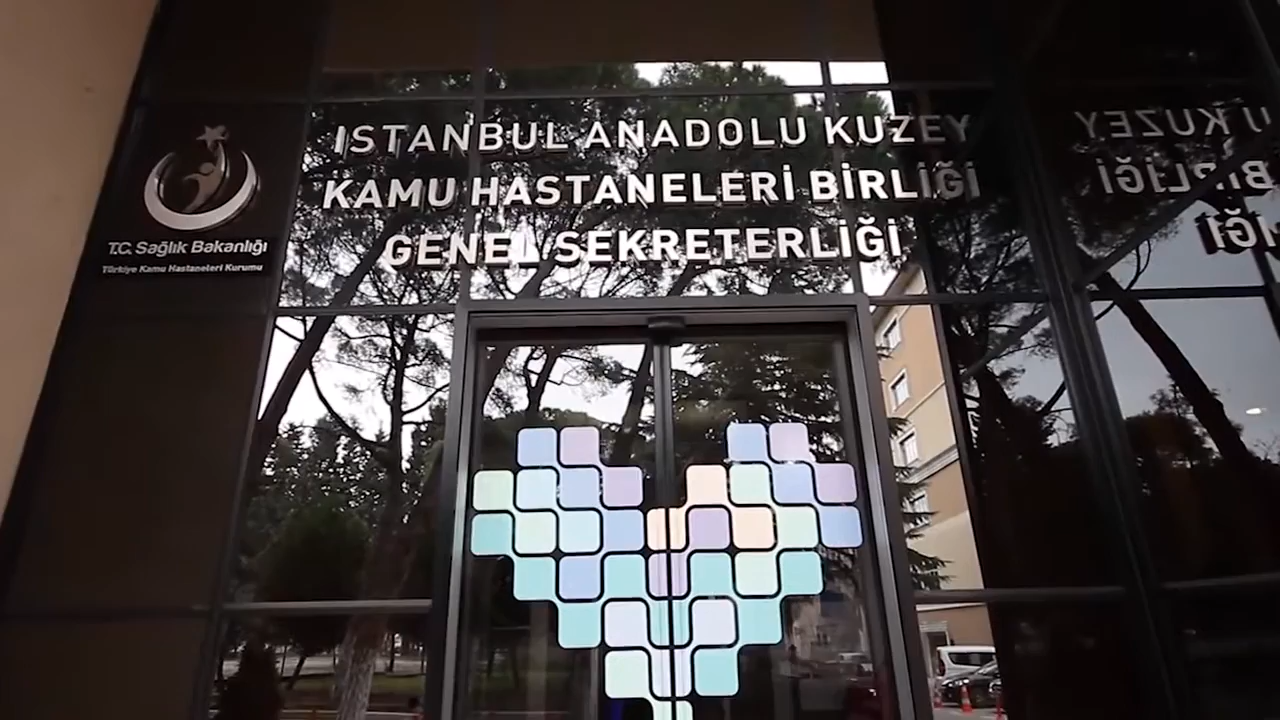 ISTANBUL ANADOLU KUZEY
KAMU HASTANELERİ BİRLİĞİ
GENEL SEKRETERLİĞİ
T.C. Sağlık Bakanlığı
Türkiye Kamu Hastaneleri Kurumu